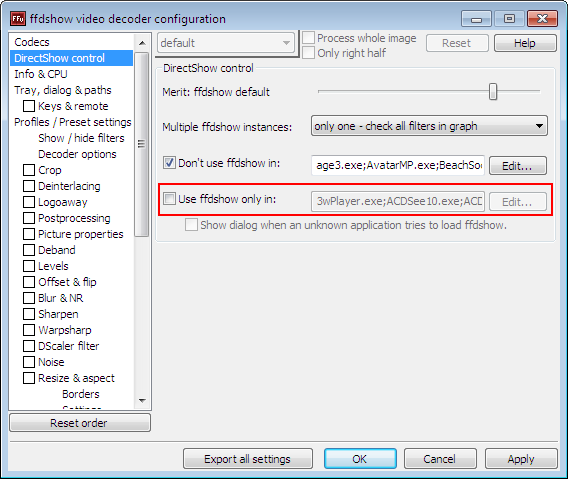 FFu ffdshow video decoder configuration
Codecs
DirectShow control
Info & CPU
Tray, dialog & paths
Keys & remote
Profiles / Preset settings
Show / hide filters
Decoder options
Crop
Deinterlacing
Logoaway
Postprocessing
Picture properties
Deband
Levels
Offset & flip
Blur & NR
Sharpen
Warpsharp
DScaler filter
Noise
Resize & aspect
Borders
Settings
Reset order
default
Process whole image
Only right half
Reset
Help
DirectShow control
Merit: ffdshow default
Multiple ffdshow instances:
only one - check all filters in graph
Don't use ffdshow in:
age3.exe;AvatarMP.exe;BeachSoc
Edit...
Use ffdshow only in:
3wPlayer.exe;ACDSee10.exe;ACD
Edit...
Show dialog when an unknown application tries to load ffdshow.
Export all settings
OK
Cancel
Apply